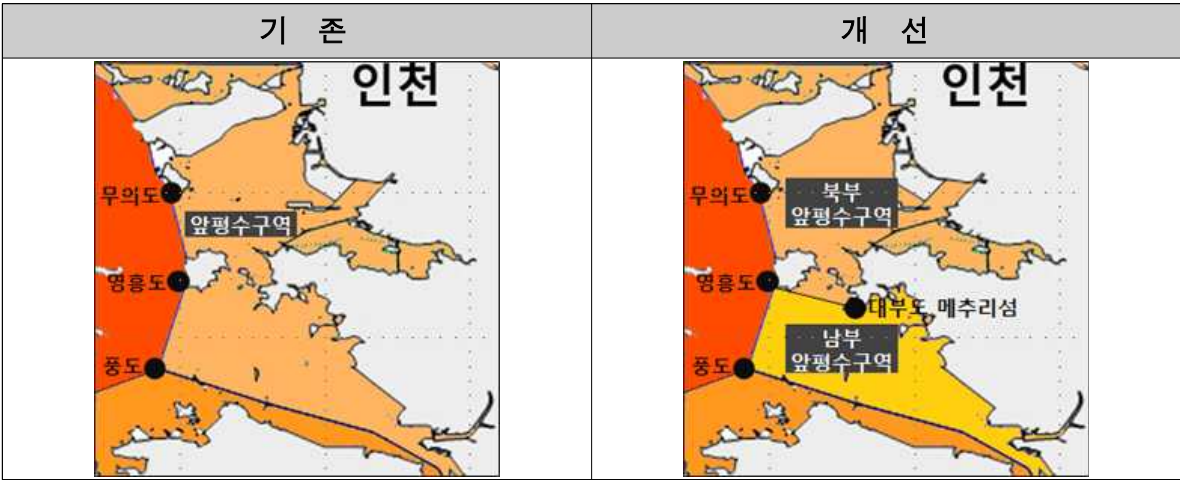 기 존
개 선
인천
무의도
앞평수구역
영흥도
풍도
인천
무의도
북부
앞평수구역
영흥도
대부도 메추리섬
남부
앞평수구역
풍도